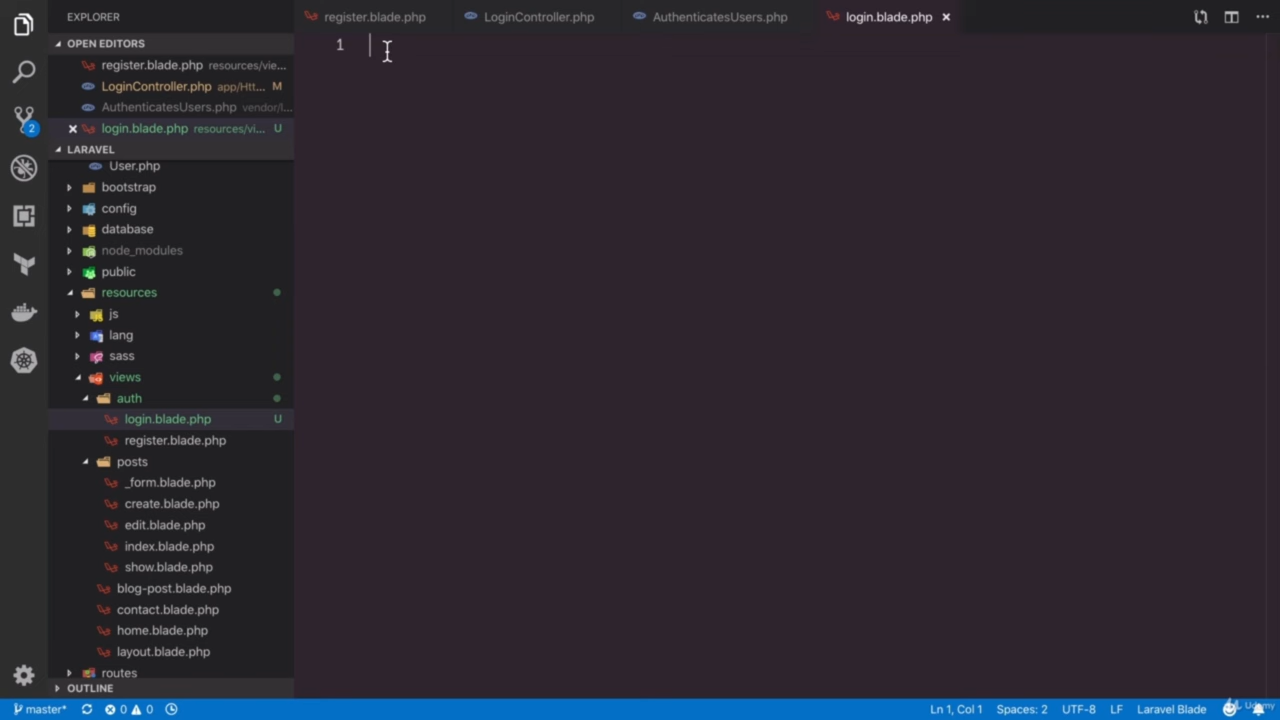 EXPLORER
OPEN EDITORS
register.blade.php resources/vie...
LoginController.php app/Htt... M
AuthenticatesUsers.php vendor/l...
login.blade.php resources/vi... U
LARAVEL
User.php
bootstrap
config
database
node_modules
public
resources
js
lang
sass
views
auth
login.blade.php U
register.blade.php
posts
_form.blade.php
create.blade.php
edit.blade.php
index.blade.php
show.blade.php
blog-post.blade.php
contact.blade.php
home.blade.php
layout.blade.php
routes
OUTLINE
2
register.blade.php LoginController.php AuthenticatesUsers.php login.blade.php
1
master* 0 0 Ln 1, Col 1 Spaces: 2 UTF-8 LF Laravel Blade
Udemy